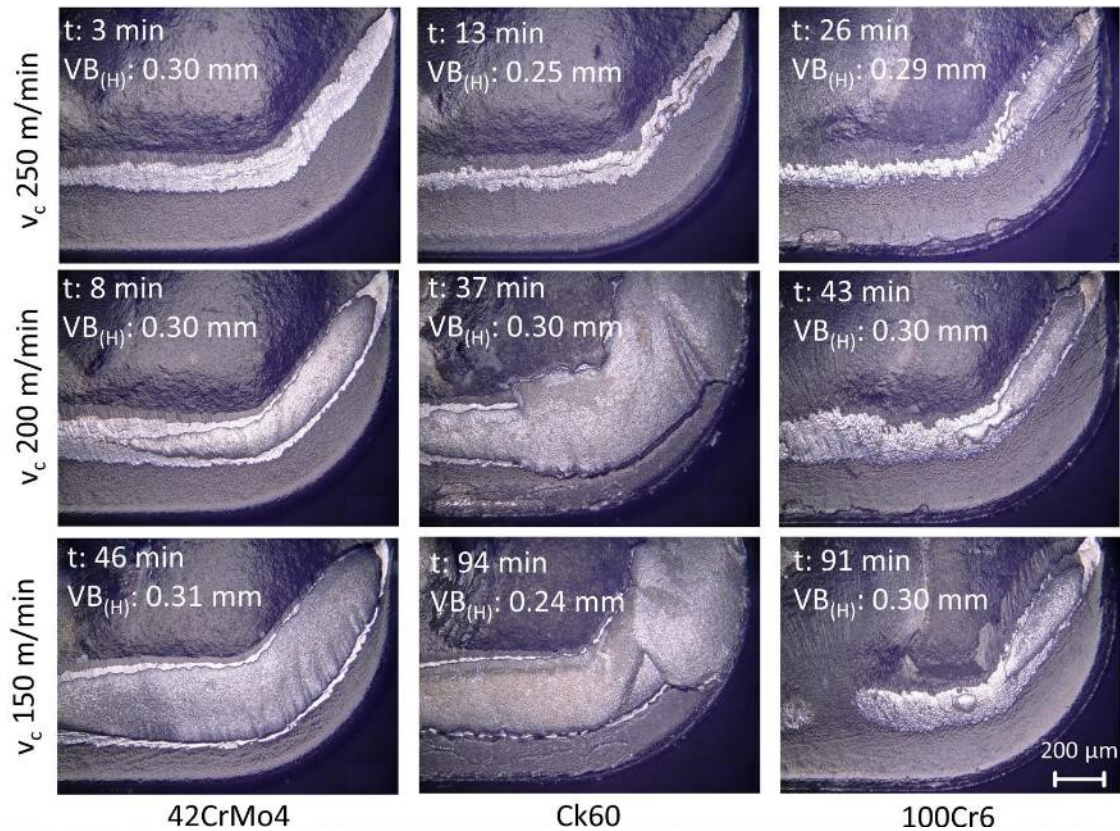 t: 3 min
VB(H): 0.30 mm
t: 13 min
VB(H): 0.25 mm
t: 26 min
VB(H): 0.29 mm
vc 250 m/min
t: 8 min
VB(H): 0.30 mm
t: 37 min
VB(H): 0.30 mm
t: 43 min
VB(H): 0.30 mm
vc 200 m/min
t: 46 min
VB(H): 0.31 mm
t: 94 min
VB(H): 0.24 mm
t: 91 min
VB(H): 0.30 mm
vc 150 m/min
200 µm
42CrMo4
Ck60
100Cr6